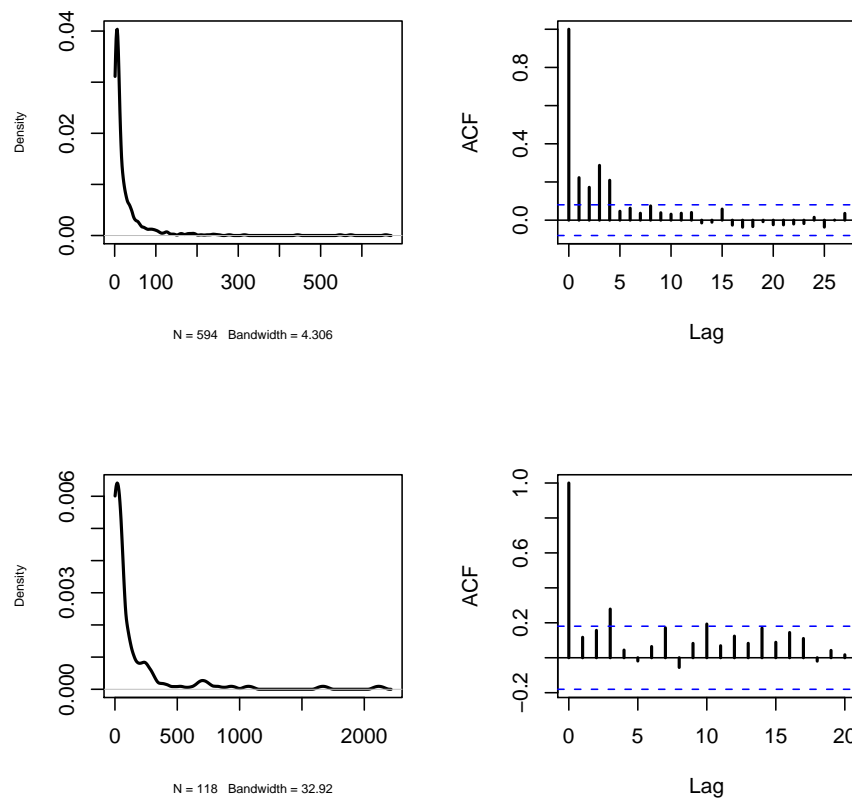 Density
0.00 0.02 0.04
0 100 300 500
N = 594 Bandwidth = 4.306
ACF
0.0 0.4 0.8
0 5 10 15 20 25
Lag
Density
0.000 0.003 0.006
0 500 1000 2000
N = 118 Bandwidth = 32.92
ACF
−0.2 0.2 0.6 1.0
0 5 10 15 20
Lag